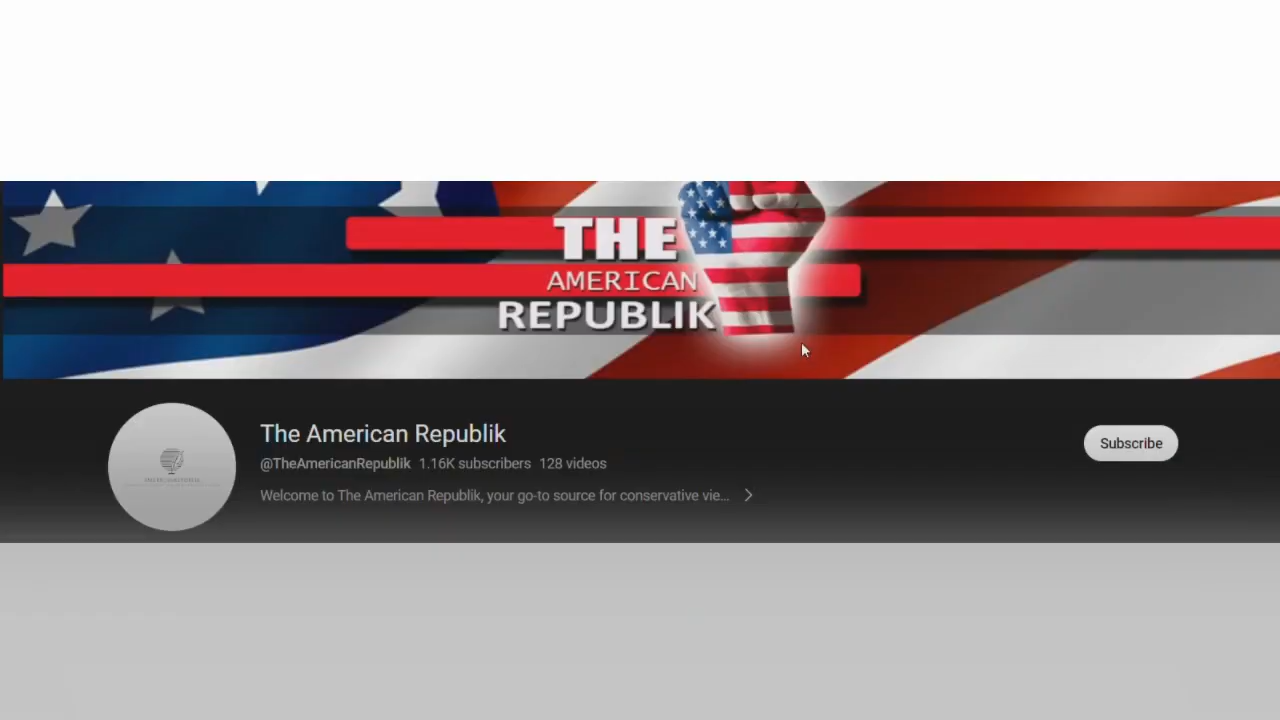 THE
AMERICAN
REPUBLIK
The American Republik
@TheAmericanRepublik 1.16K subscribers 128 videos
Welcome to The American Republik, your go-to source for conservative vie...
Subscribe